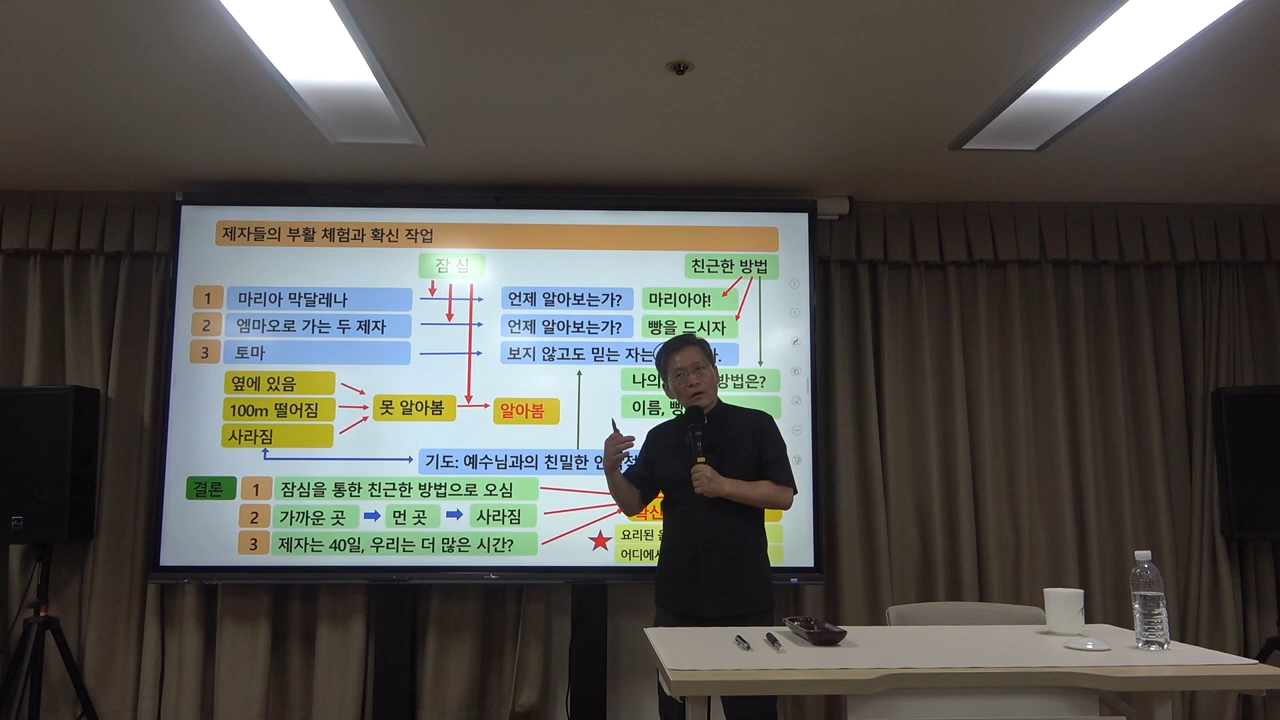 제자들의 부활 체험과 확신 작업
잠 심
친근한 방법
1 마리아 막달레나 언제 알아보는가? 마리아야!
2 엠마오로 가는 두 제자 언제 알아보는가? 빵을 드시자
3 토마 보지 않고도 믿는 자는
옆에 있음
나의 방법은?
100m 떨어짐 못 알아봄 알아봄
이름,
사라짐
기도: 예수님과의 친밀한
결론
1 잠심을 통한 친근한 방법으로 오심
2 가까운 곳 먼 곳 사라짐
확신
3 제자는 40일, 우리는 더 많은 시간?
요리된
어디에서